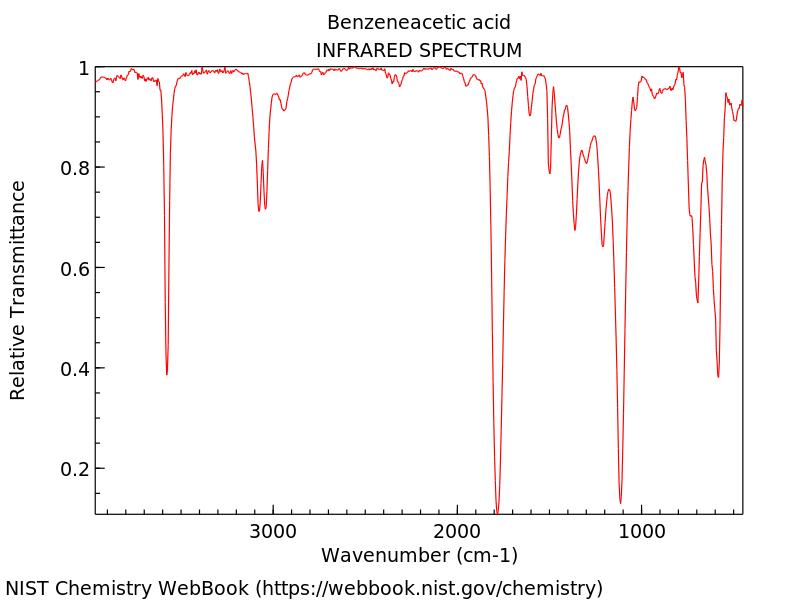 Benzeneacetic acid
INFRARED SPECTRUM
1
0.8
0.6
0.4
0.2
Relative Transmittance
3000 2000 1000
Wavenumber (cm-1)
NIST Chemistry WebBook (https://webbook.nist.gov/chemistry)